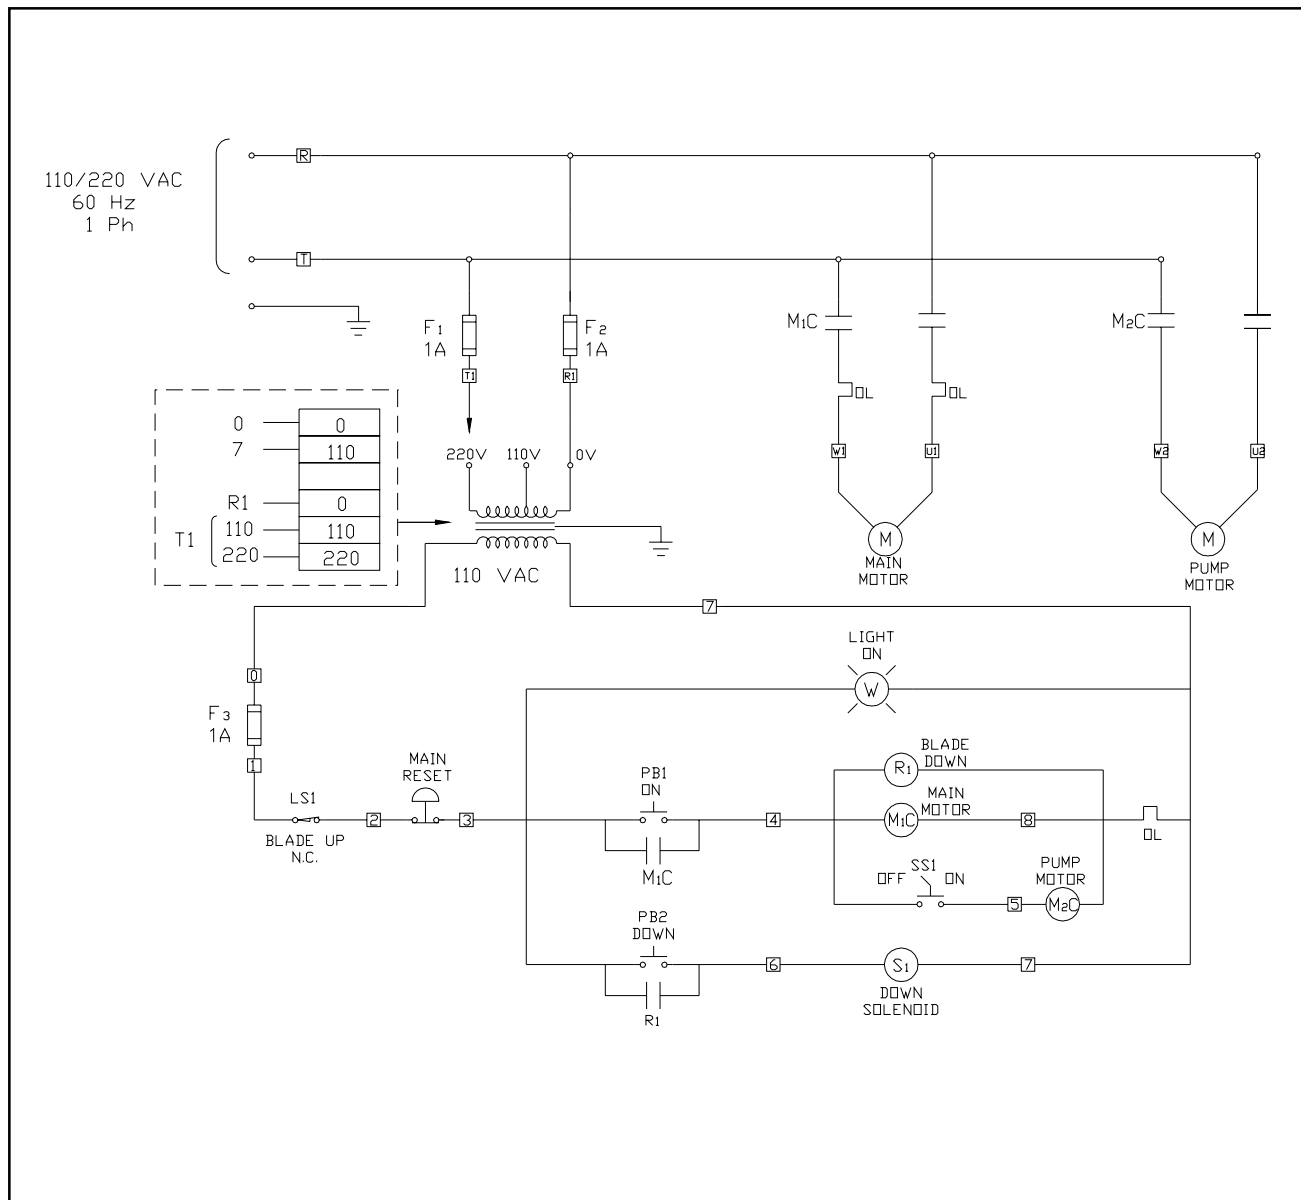 R
110/220 VAC
60 Hz
1 Ph
T
F1
1A
F2
1A
M1C
M2C
T1
R1
OL
OL
0 0
7 110
R1 0
T1
110 110
220 220
220V 110V 0V
W1
U1
W2
U2
M
MAIN
MOTOR
M
PUMP
MOTOR
110 VAC
7
LIGHT
ON
W
0
F3
1A
1
MAIN
RESET
LS1
BLADE UP
N.C.
2
3
PB1
ON
M1C
4
R1
BLADE
DOWN
M1C
MAIN
MOTOR
8
OL
SS1
OFF ON
5
PUMP
MOTOR
M2C
PB2
DOWN
R1
6
S1
DOWN
SOLENOID
7